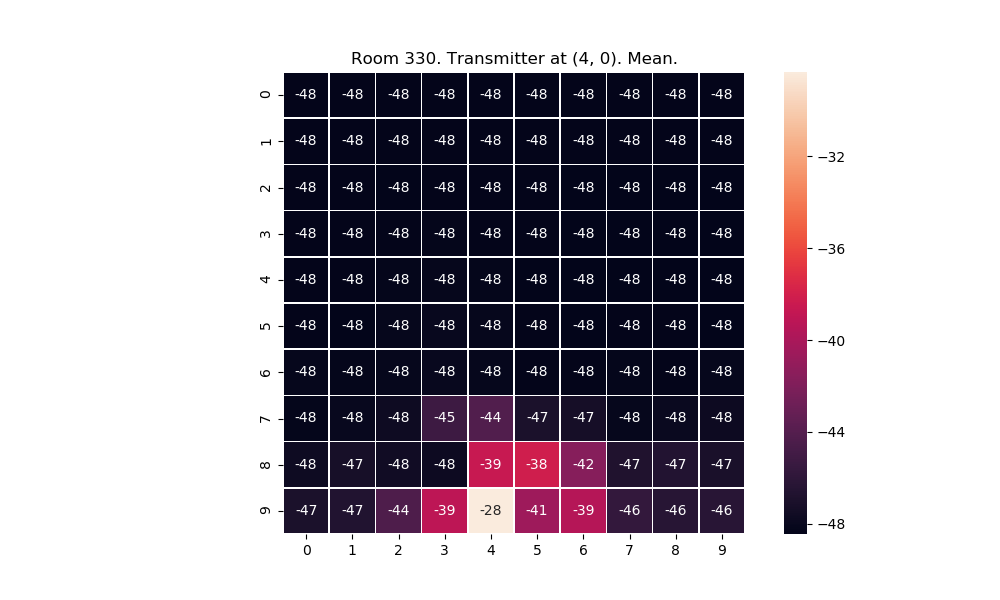 Room 330. Transmitter at (4, 0). Mean.
0 -48 -48 -48 -48 -48 -48 -48 -48 -48 -48
1 -48 -48 -48 -48 -48 -48 -48 -48 -48 -48
2 -48 -48 -48 -48 -48 -48 -48 -48 -48 -48
3 -48 -48 -48 -48 -48 -48 -48 -48 -48 -48
4 -48 -48 -48 -48 -48 -48 -48 -48 -48 -48
5 -48 -48 -48 -48 -48 -48 -48 -48 -48 -48
6 -48 -48 -48 -48 -48 -48 -48 -48 -48 -48
7 -48 -48 -48 -45 -44 -47 -47 -48 -48 -48
8 -48 -47 -48 -48 -39 -38 -42 -47 -47 -47
9 -47 -47 -44 -39 -28 -41 -39 -46 -46 -46
0 1 2 3 4 5 6 7 8 9
−32
−36
−40
−44
−48